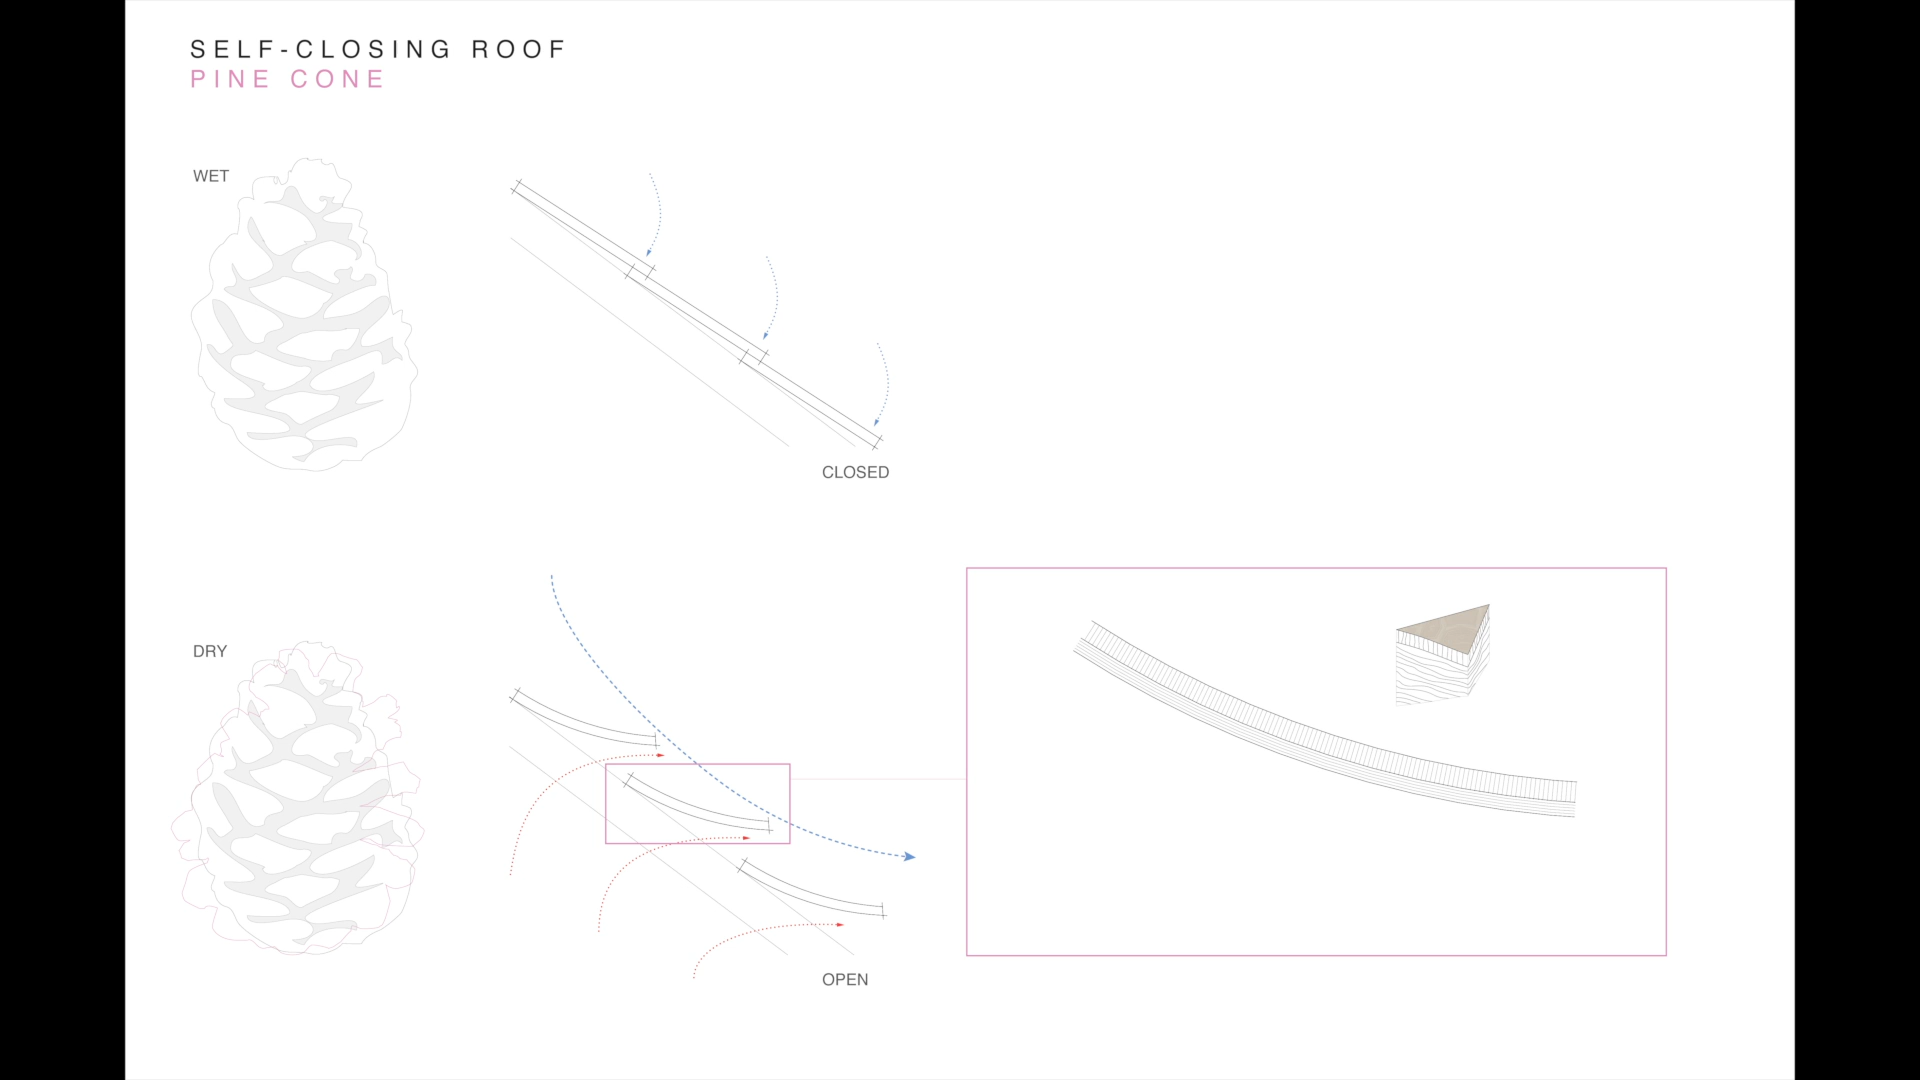 SELF-CLOSING ROOF
PINE CONE
WET
CLOSED
DRY
OPEN